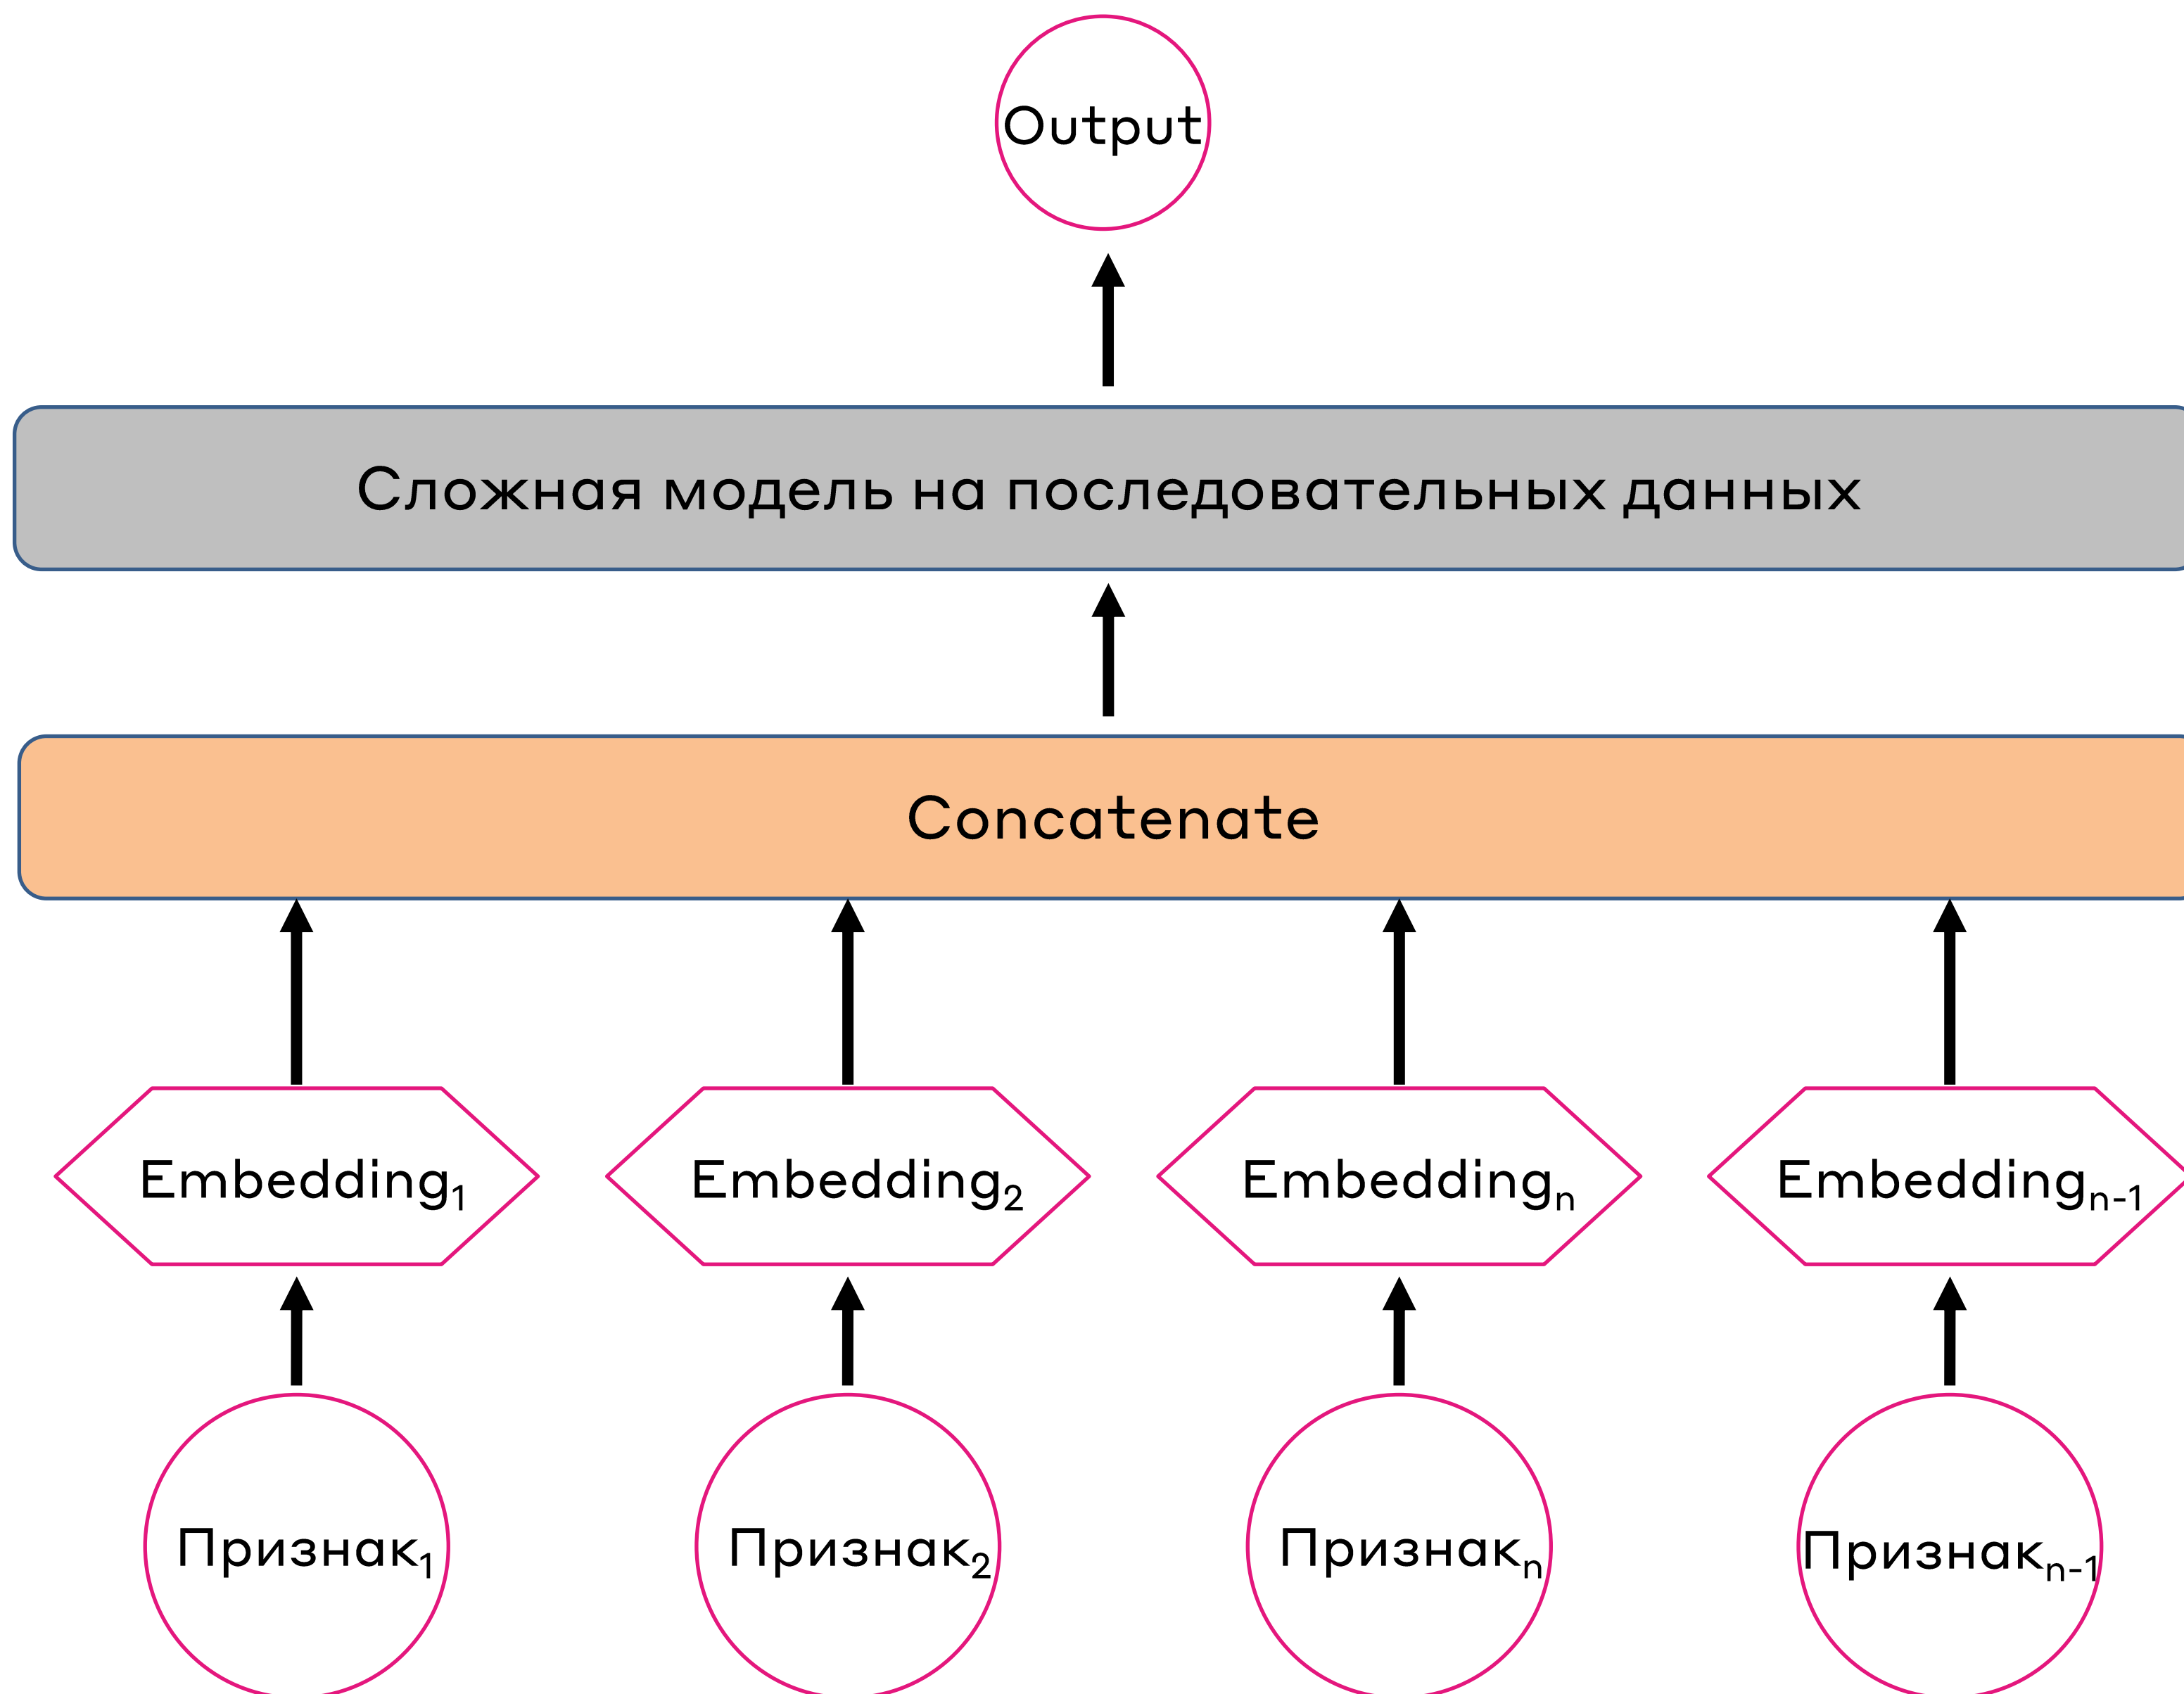 Output
Сложная модель на последовательных данных
Concatenate
Embedding₁ Embedding₂ Embeddingₙ Embeddingₙ₋₁
Признак₁ Признак₂ Признакₙ Признакₙ₋₁